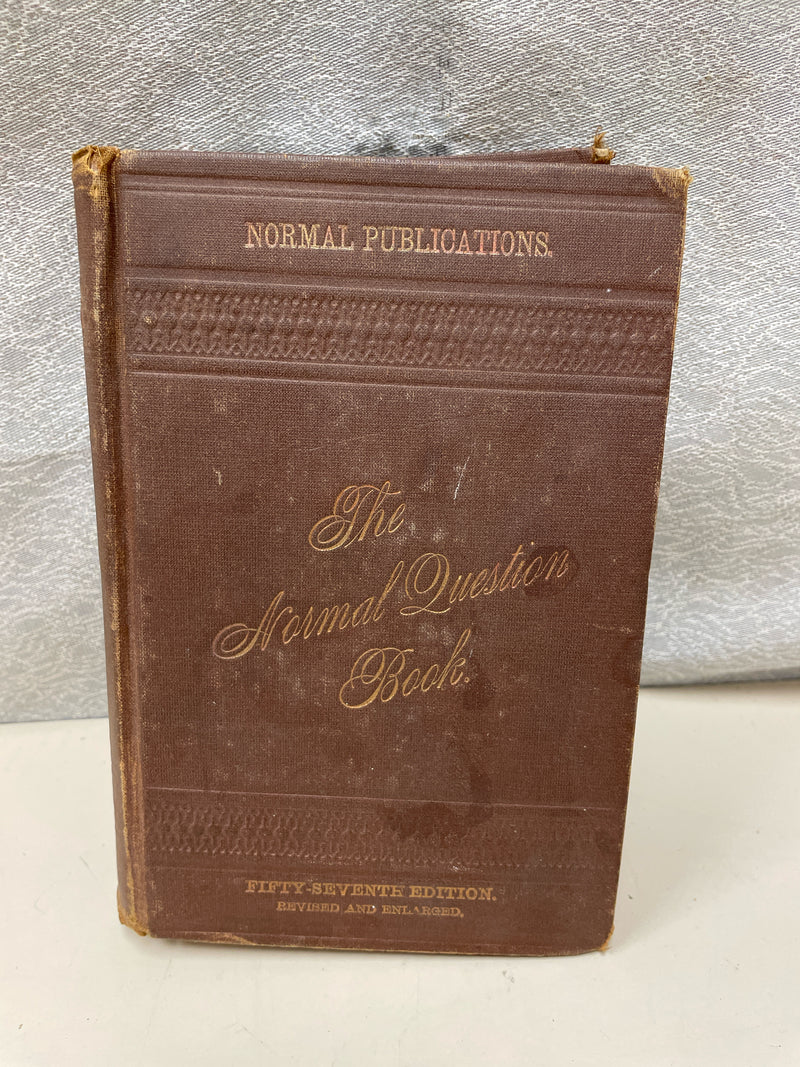 NORMAL PUBLICATIONS.
The
Normal Question
Book.
FIFTY-SEVENTH EDITION.
REVISED AND ENLARGED.